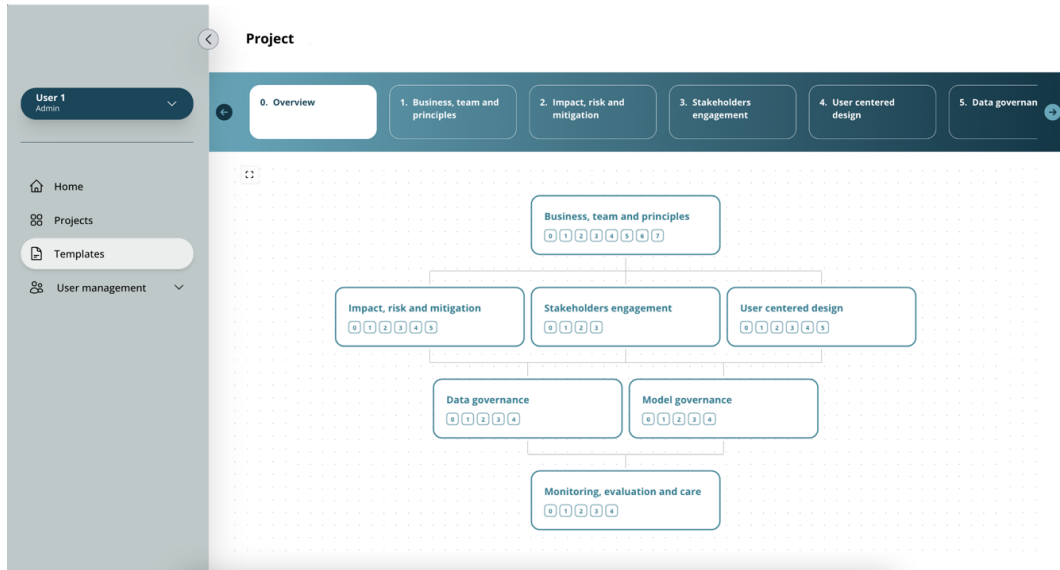 Project
User 1
Admin
Home
Projects
Templates
User management
0. Overview
1. Business, team and
principles
2. Impact, risk and
mitigation
3. Stakeholders
engagement
4. User centered
design
5. Data governan
Business, team and principles
0 1 2 3 4 5 6 7
Impact, risk and mitigation
0 1 2 3 4 5
Stakeholders engagement
0 1 2 3
User centered design
0 1 2 3 4 5
Data governance
0 1 2 3 4
Model governance
0 1 2 3 4
Monitoring, evaluation and care
0 1 2 3 4